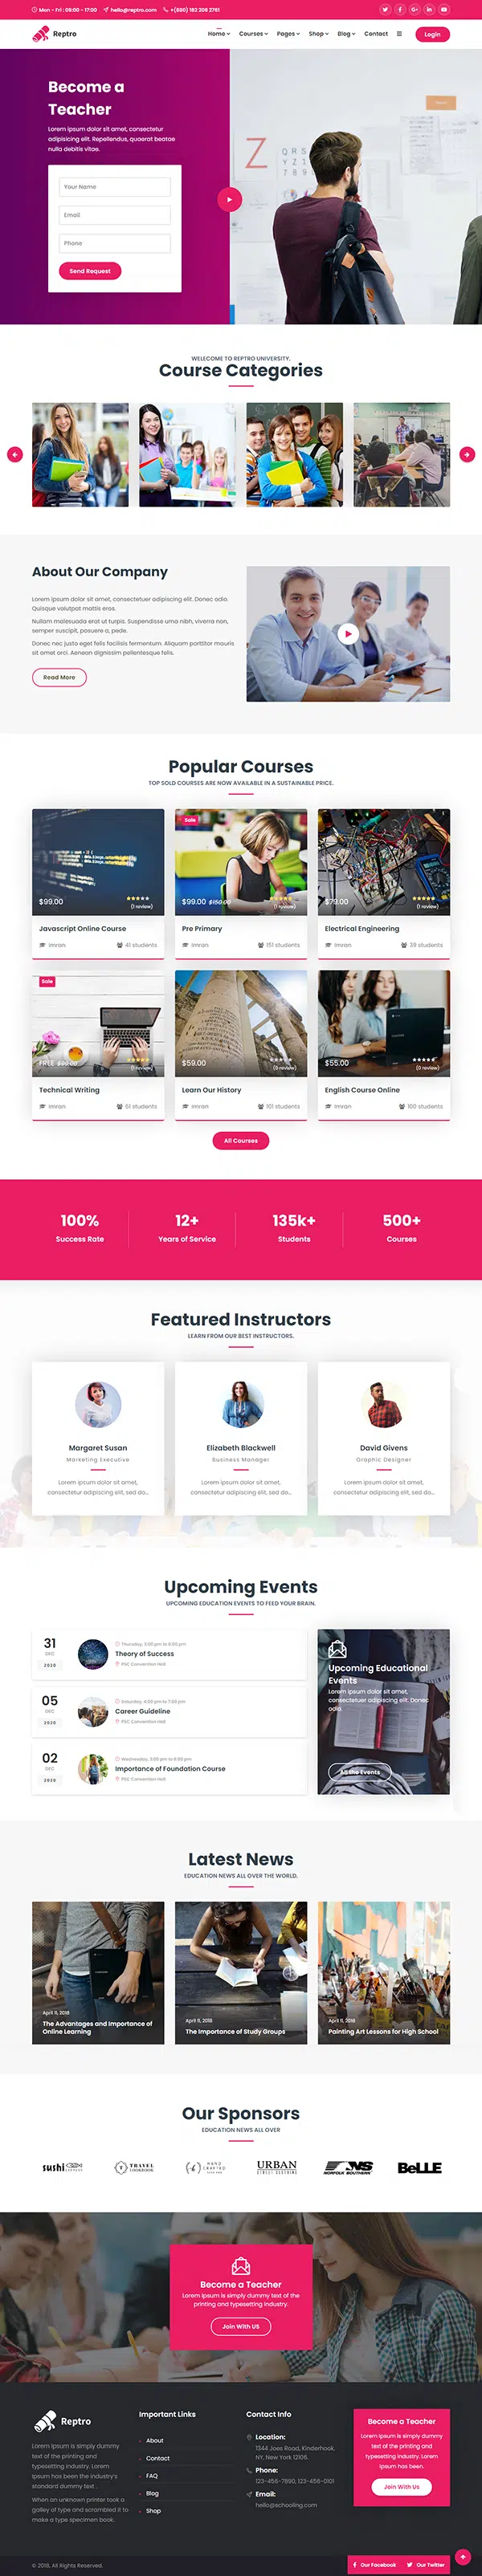 Mon - Fri : 09:00 - 17:00 hello@reptro.com +(880) 162 208 2761
Reptro
Home Courses Pages Shop Blog Contact
Login
Become a
Teacher
Lorem ipsum dolor sit amet, consectetur
adipisicing elit. Repellendus, quaerat beatae
nulla debitis vitae.
Your Name
Email
Phone
Send Request
Z
WELECOME TO REPTRO UNIVERSITY.
Course Categories
About Our Company
Lorem ipsum dolor sit amet, consectetuer adipiscing elit. Donec odio.
Quisque volutpat mattis eros.
Nullam malesuada erat ut turpis. Suspendisse urna nibh, viverra non,
semper suscipit, posuere a, pede.
Donec nec justo eget felis facilisis fermentum. Aliquam porttitor mauris
sit amet orci. Aenean dignissim pellentesque felis.
Read More
Popular Courses
TOP SOLD COURSES ARE NOW AVAILABLE IN A SUSTAINABLE PRICE.
$99.00
(1 review)
Javascript Online Course
Imran 41 students
Sale
$99.00 $150.00
(1 review)
Pre Primary
Imran 151 students
$79.00
(1 review)
Electrical Engineering
Imran 39 students
Sale
FREE
(0 review)
Technical Writing
Imran 61 students
$59.00
(0 review)
Learn Our History
Imran 101 students
$55.00
(0 review)
English Course Online
Imran 100 students
All Courses
100%
Success Rate
12+
Years of Service
135k+
Students
500+
Courses
Featured Instructors
LEARN FROM OUR BEST INSTRUCTORS.
Margaret Susan
Marketing Executive
Lorem ipsum dolor sit amet,
consectetur adipiscing elit, sed do...
Elizabeth Blackwell
Business Manager
Lorem ipsum dolor sit amet,
consectetur adipiscing elit, sed do...
David Givens
Graphic Designer
Lorem ipsum dolor sit amet,
consectetur adipiscing elit, sed do...
Upcoming Events
UPCOMING EDUCATION EVENTS TO FEED YOUR BRAIN.
31
DEC
2020
Thursday, 5:00 pm to 6:00 pm
Theory of Success
PSC Convention Hall
05
DEC
2020
Saturday, 4:00 pm to 7:00 pm
Career Guideline
PSC Convention Hall
02
DEC
2020
Wednesday, 3:00 pm to 8:00 pm
Importance of Foundation Course
PSC Convention Hall
Upcoming Educational
Events
Lorem ipsum dolor sit amet,
consectetuer adipiscing elit. Donec
odio.
All the Events
Latest News
EDUCATION NEWS ALL OVER THE WORLD.
April 11, 2018
The Advantages and Importance of
Online Learning
April 11, 2018
The Importance of Study Groups
April 11, 2018
Painting Art Lessons for High School
Our Sponsors
EDUCATION NEWS ALL OVER
sushi
TRAVEL
LOOKBOOK
HAND
CRAFTED
URBAN
STREET CLOTHING
NS
NORFOLK SOUTHERN
BeLLE
Become a Teacher
Lorem Ipsum is simply dummy text of the
printing and typesetting industry.
Join With US
Reptro
Lorem Ipsum is simply dummy
text of the printing and
typesetting industry. Lorem
Ipsum has been the industry's
standard dummy text .
When an unknown printer took a
galley of type and scrambled it to
make a type specimen book.
Important Links
About
Contact
FAQ
Blog
Shop
Contact Info
Location:
1344 Joes Road, Kinderhook,
NY, New York 12106.
Phone:
123-456-7890, 123-456-0101
Email:
hello@schooling.com
Become a Teacher
Lorem Ipsum is simply dummy
text of the printing and
typesetting industry. Lorem
Ipsum has been.
Join With Us
© 2018, All Rights Reserved.
Our Facebook Our Twitter